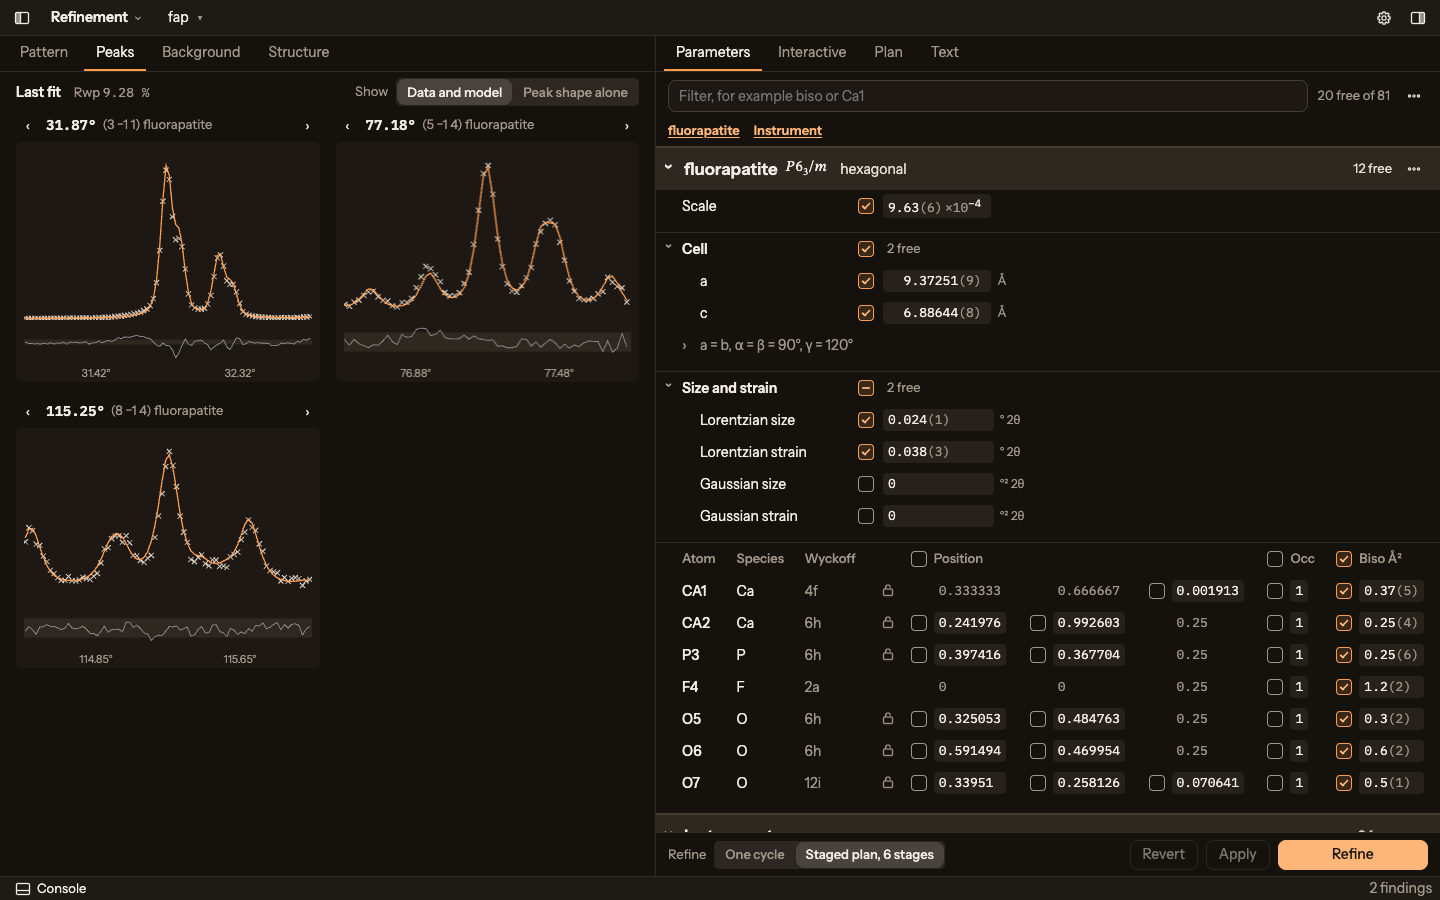 Refinement fap
Pattern Peaks Background Structure
Parameters Interactive Plan Text
Last fit Rwp 9.28 % Show Data and model Peak shape alone
31.87° (3 −1 1) fluorapatite
77.18° (5 −1 4) fluorapatite
31.42° 32.32°
76.88° 77.48°
115.25° (8 −1 4) fluorapatite
114.85° 115.65°
Filter, for example biso or Ca1 20 free of 81
fluorapatite Instrument
fluorapatite P6₃/m hexagonal 12 free
Scale 9.63(6) ×10⁻⁴
Cell 2 free
a 9.37251(9) Å
c 6.88644(8) Å
a = b, α = β = 90°, γ = 120°
Size and strain 2 free
Lorentzian size 0.024(1) ° 2θ
Lorentzian strain 0.038(3) ° 2θ
Gaussian size 0 °² 2θ
Gaussian strain 0 °² 2θ
Atom Species Wyckoff Position Occ Biso Å²
CA1 Ca 4f 0.333333 0.666667 0.001913 1 0.37(5)
CA2 Ca 6h 0.241976 0.992603 0.25 1 0.25(4)
P3 P 6h 0.397416 0.367704 0.25 1 0.25(6)
F4 F 2a 0 0 0.25 1 1.2(2)
O5 O 6h 0.325053 0.484763 0.25 1 0.3(2)
O6 O 6h 0.591494 0.469954 0.25 1 0.6(2)
O7 O 12i 0.33951 0.258126 0.070641 1 0.5(1)
Refine One cycle Staged plan, 6 stages Revert Apply Refine
Console 2 findings